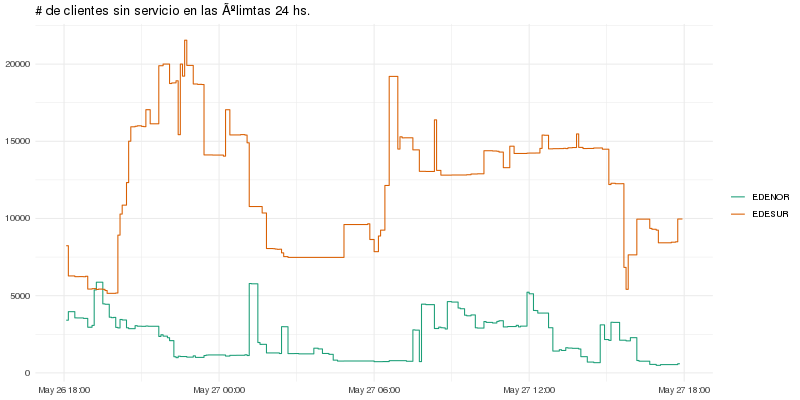 # de clientes sin servicio en las Ãºlimtas 24 hs.
20000
15000
10000
5000
0
May 26 18:00
May 27 00:00
May 27 06:00
May 27 12:00
May 27 18:00
EDENOR
EDESUR